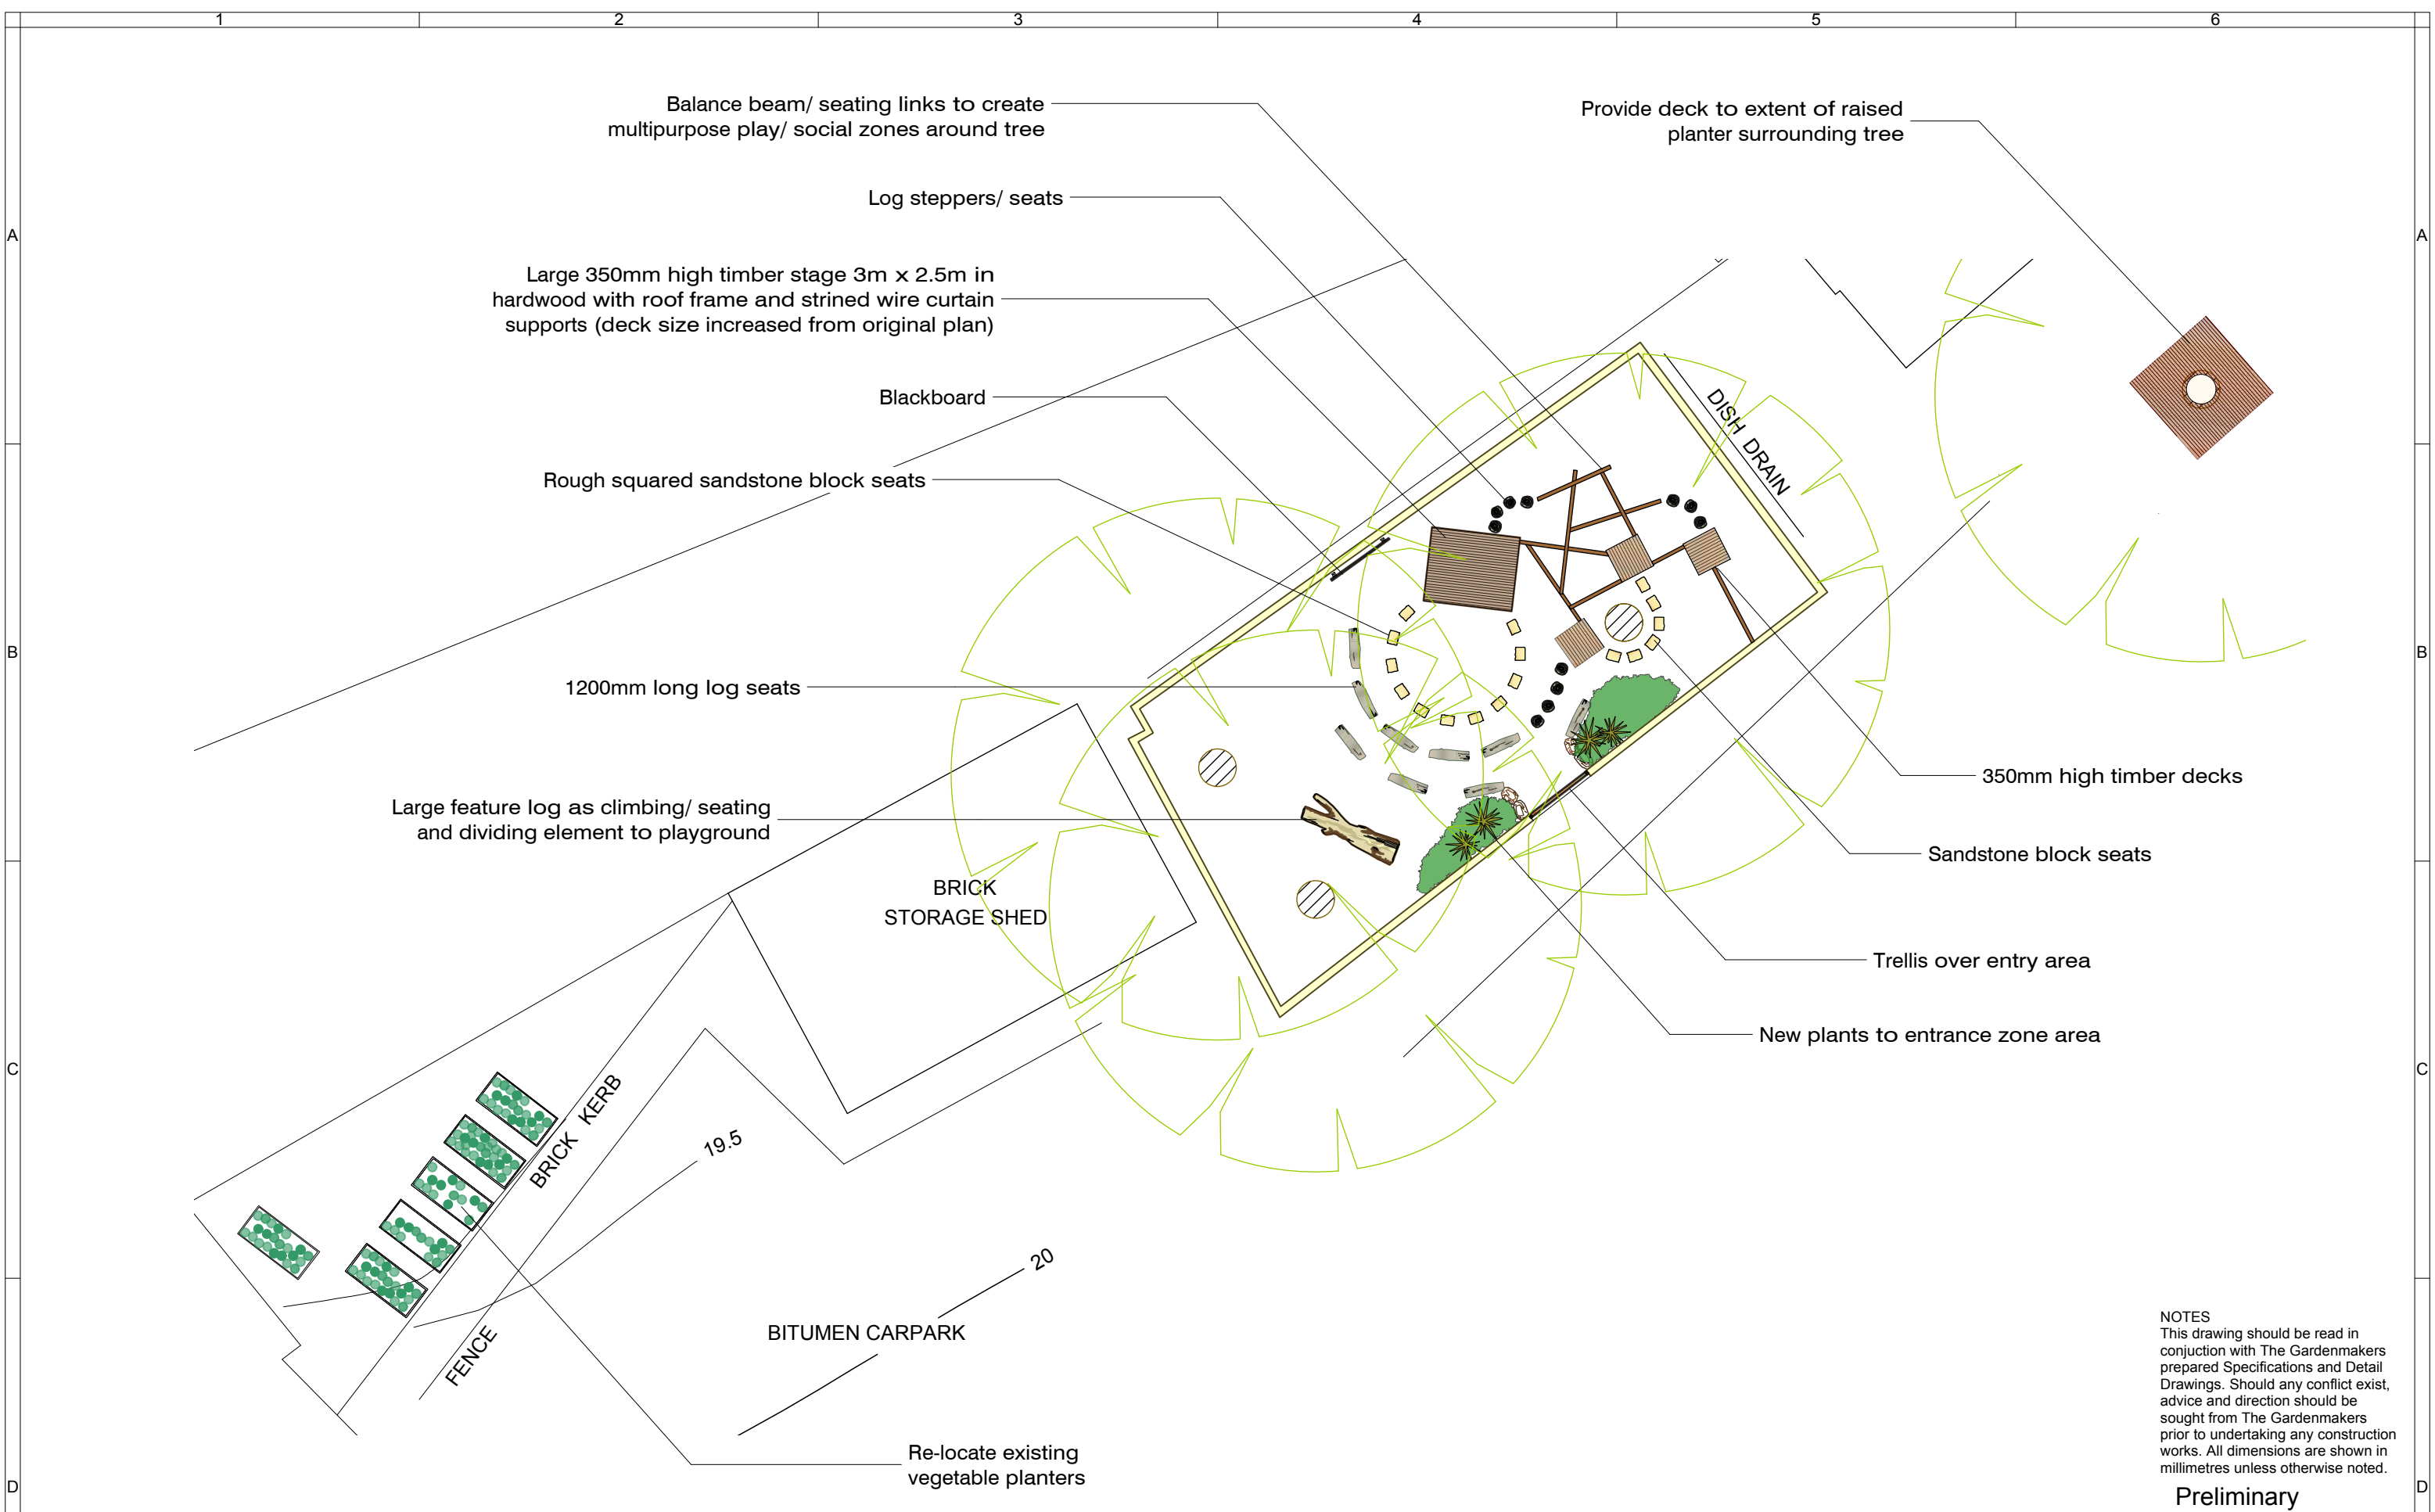 1 2 3 4 5 6
Balance beam/ seating links to create
multipurpose play/ social zones around tree
Provide deck to extent of raised
planter surrounding tree
Log steppers/ seats
A A
Large 350mm high timber stage 3m x 2.5m in
hardwood with roof frame and strined wire curtain
supports (deck size increased from original plan)
Blackboard
DISH DRAIN
Rough squared sandstone block seats
B B
1200mm long log seats
350mm high timber decks
Large feature log as climbing/ seating
and dividing element to playground
Sandstone block seats
BRICK
STORAGE SHED
Trellis over entry area
New plants to entrance zone area
C C
BRICK KERB
19.5
20
BITUMEN CARPARK
FENCE
Re-locate existing
vegetable planters
NOTES
This drawing should be read in
conjuction with The Gardenmakers
prepared Specifications and Detail
Drawings. Should any conflict exist,
advice and direction should be
sought from The Gardenmakers
prior to undertaking any construction
works. All dimensions are shown in
millimetres unless otherwise noted.
D D
Preliminary